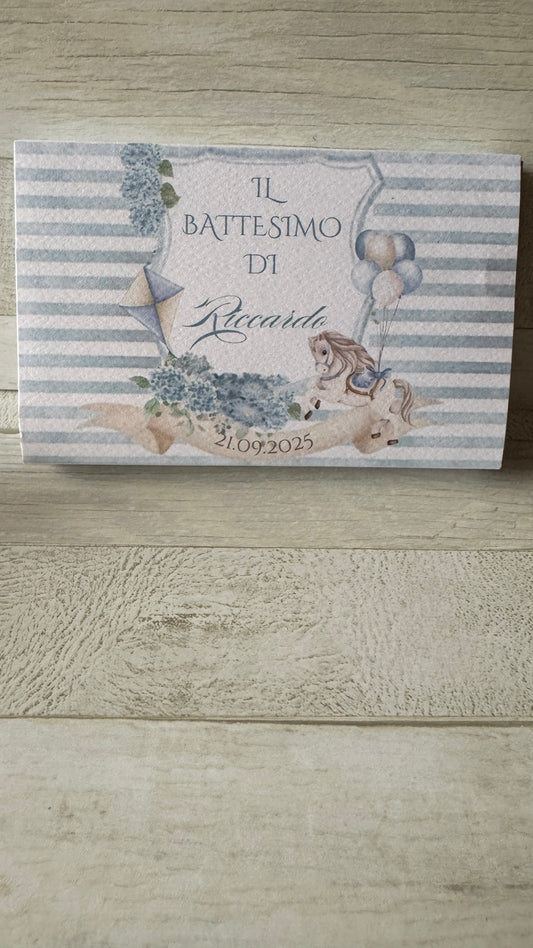 IL
BATTESIMO
DI
Riccardo
21.09.2025